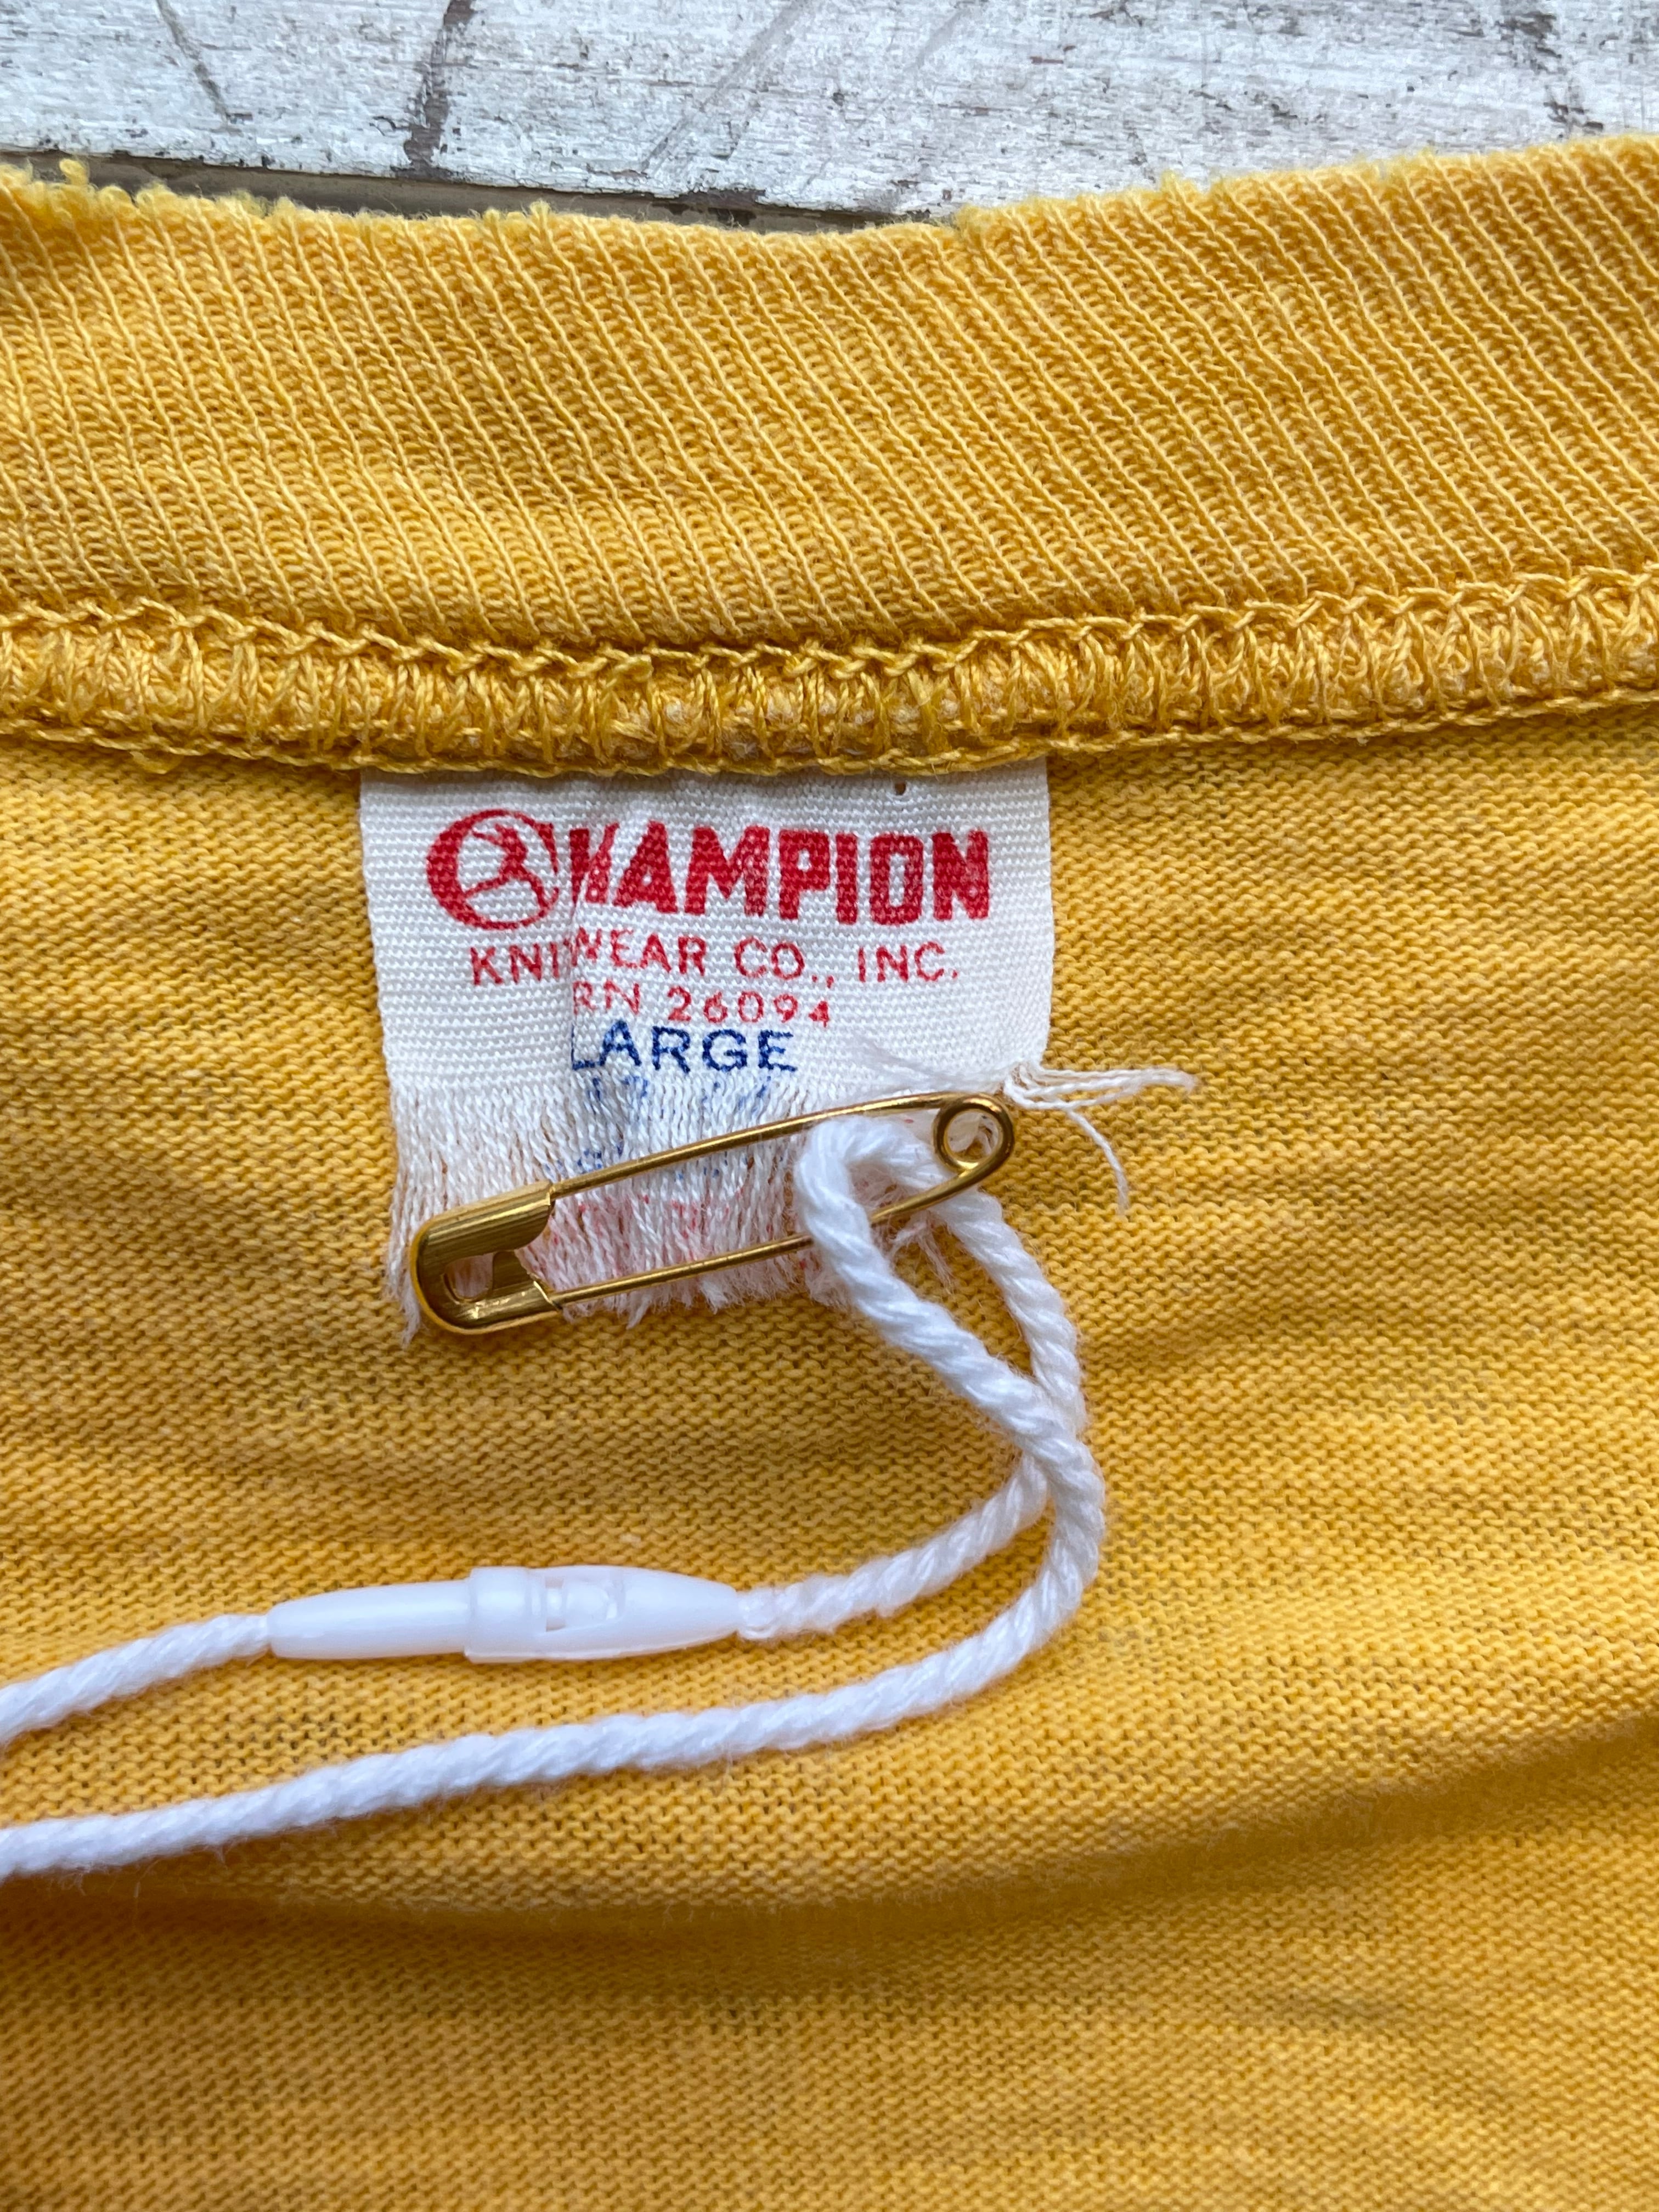 CHAMPION
KNITWEAR CO., INC.
RN 26094
LARGE